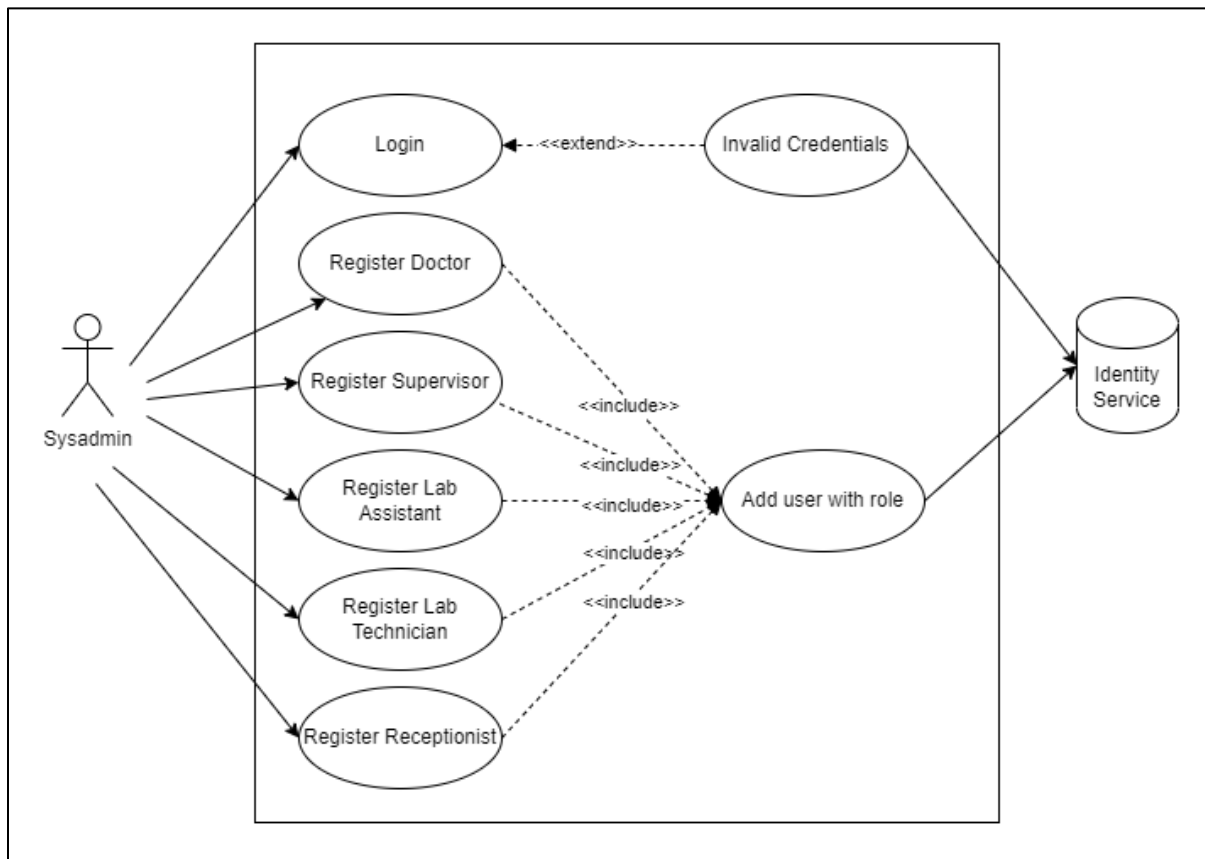 Login
<<extend>>
Invalid Credentials
Register Doctor
Sysadmin
Register Supervisor
<<include>>
<<include>>
Identity
Service
Register Lab
Assistant
<<include>>
Add user with role
<<include>>
Register Lab
Technician
<<include>>
Register Receptionist